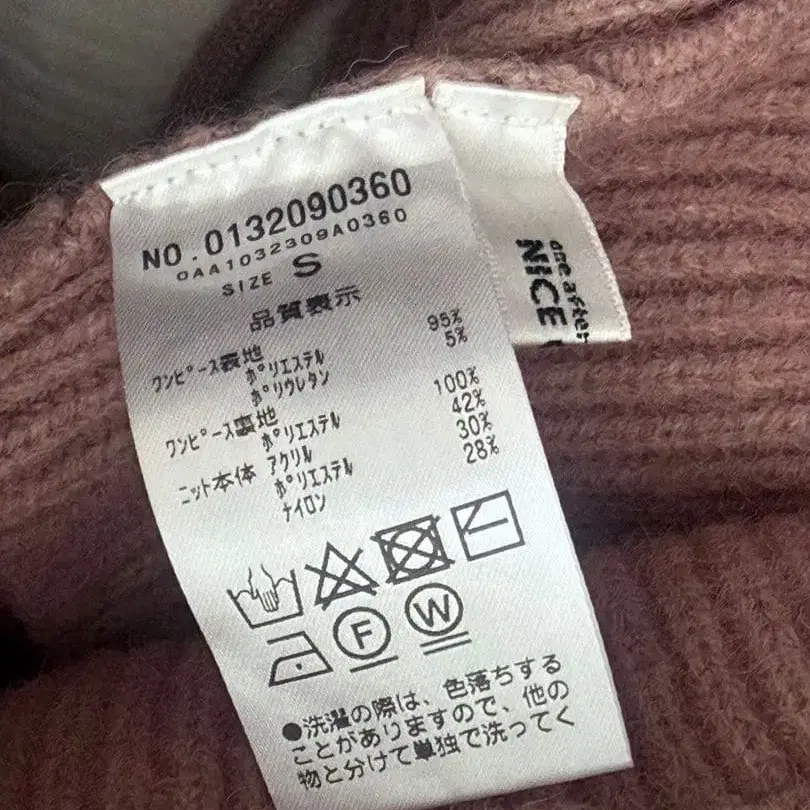 NO.0132090360
0AA1032309A0360
SIZE S
品質表示
ワンピース表地
ポリエステル 95%
ポリウレタン 5%
ワンピース裏地
ポリエステル 100%
ニット本体 アクリル 42%
ポリエステル 30%
ナイロン 28%
F
W
●洗濯の際は、色落ちする
ことがありますので、他の
物と分けて単独で洗ってく
one after
NICE